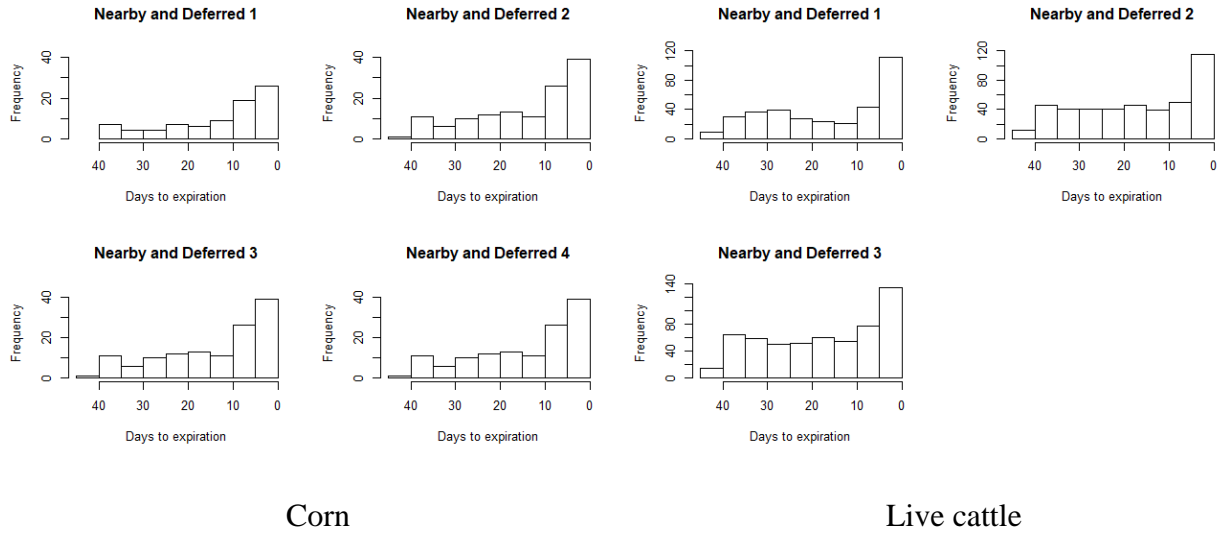 Nearby and Deferred 1
Frequency
0 20 40
40 30 20 10 0
Days to expiration
Nearby and Deferred 2
Frequency
0 20 40
40 30 20 10 0
Days to expiration
Nearby and Deferred 1
Frequency
0 40 80 120
40 30 20 10 0
Days to expiration
Nearby and Deferred 2
Frequency
0 40 80 120
40 30 20 10 0
Days to expiration
Nearby and Deferred 3
Frequency
0 20 40
40 30 20 10 0
Days to expiration
Nearby and Deferred 4
Frequency
0 20 40
40 30 20 10 0
Days to expiration
Nearby and Deferred 3
Frequency
0 40 80 140
40 30 20 10 0
Days to expiration
Corn
Live cattle